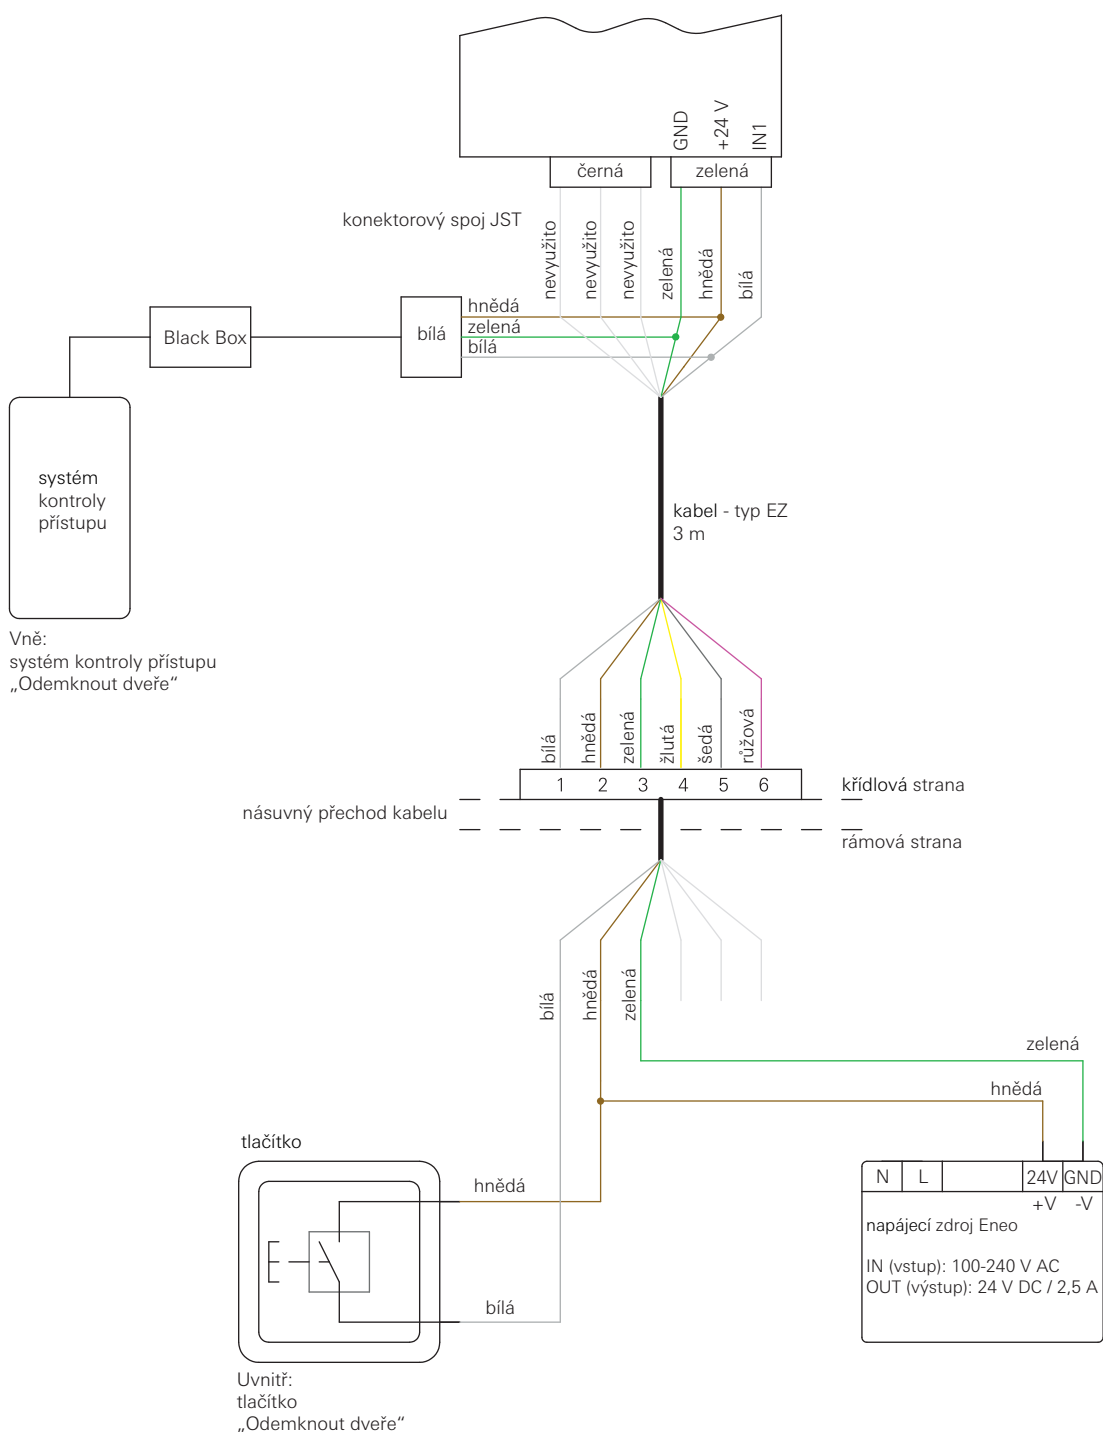 GND
+24 V
IN1
černá
zelená
konektorový spoj JST
nevyužito
nevyužito
nevyužito
zelená
hnědá
bílá
hnědá
zelená
bílá
bílá
Black Box
systém
kontroly
přístupu
kabel - typ EZ
3 m
Vně:
systém kontroly přístupu
„Odemknout dveře“
bílá
hnědá
zelená
žlutá
šedá
růžová
1 2 3 4 5 6
křídlová strana
násuvný přechod kabelu
rámová strana
bílá
hnědá
zelená
zelená
hnědá
tlačítko
hnědá
bílá
N L 24V GND
+V -V
napájecí zdroj Eneo
IN (vstup): 100-240 V AC
OUT (výstup): 24 V DC / 2,5 A
Uvnitř:
tlačítko
„Odemknout dveře“